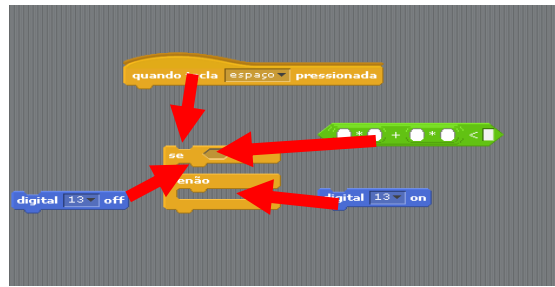 quando tecla espaço pressionada
* + * <
se
senão
digital 13 off
digital 13 on